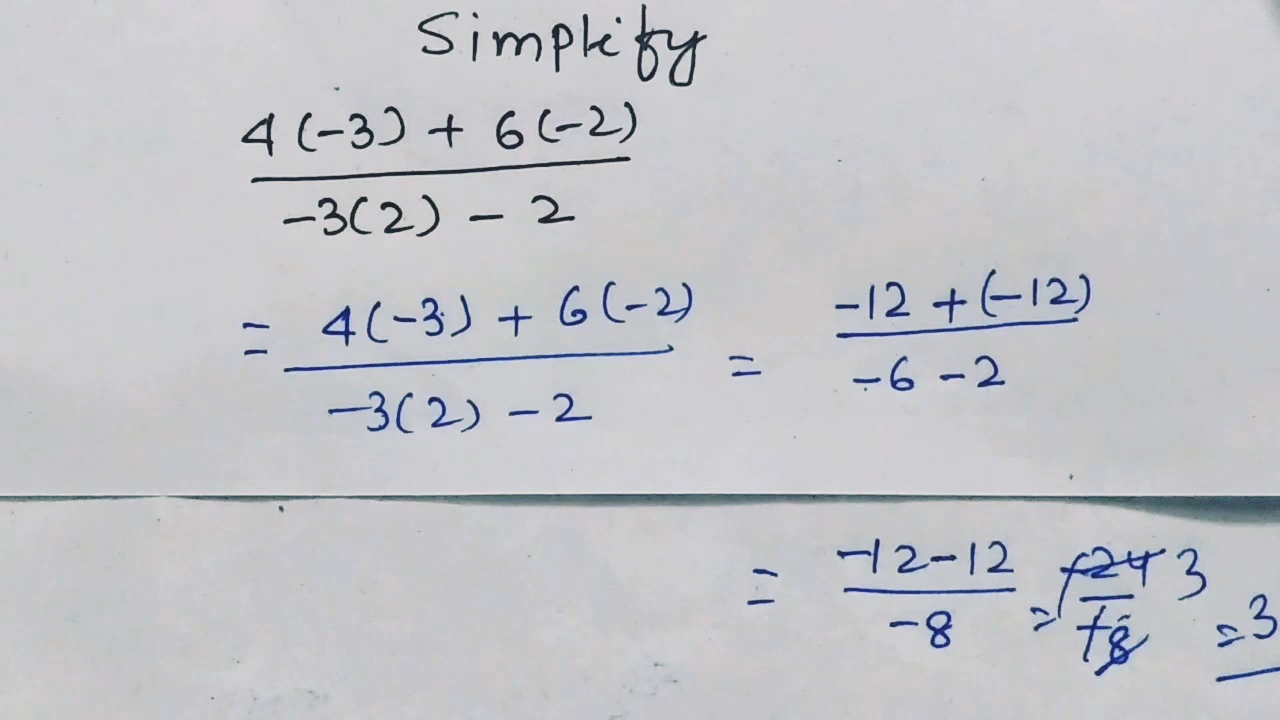 Simplify
4(-3) + 6(-2)
-3(2) - 2
= 4(-3) + 6(-2) = -12 + (-12)
-3(2) - 2 -6 - 2
= -12-12 = -24 3 = 3
-8 -8